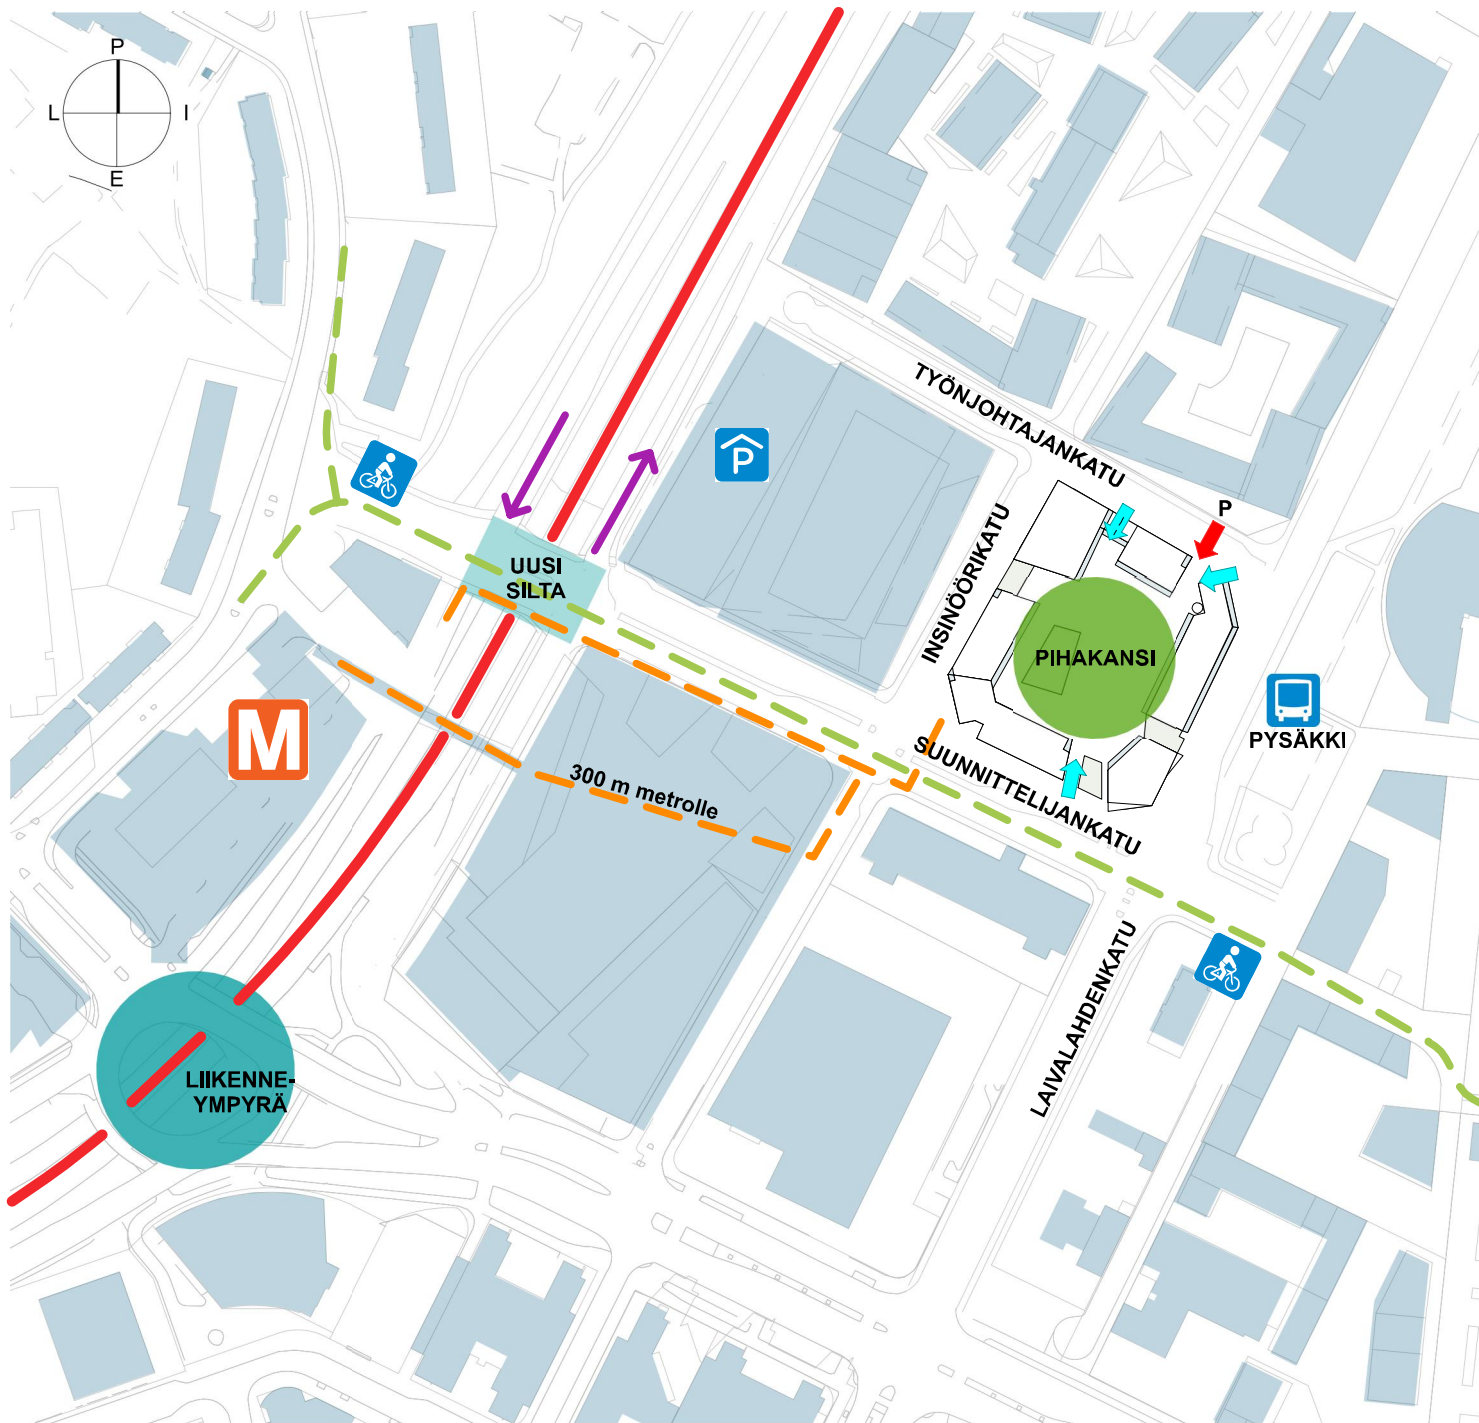 P
L
I
E
TYÖNJOHTAJANKATU
P
P
INSINÖÖRIKATU
UUSI
SILTA
PIHAKANSI
PYSÄKKI
M
300 m metrolle
SUUNNITTELIJANKATU
LAIVALAHDENKATU
LIIKENNE-
YMPYRÄ